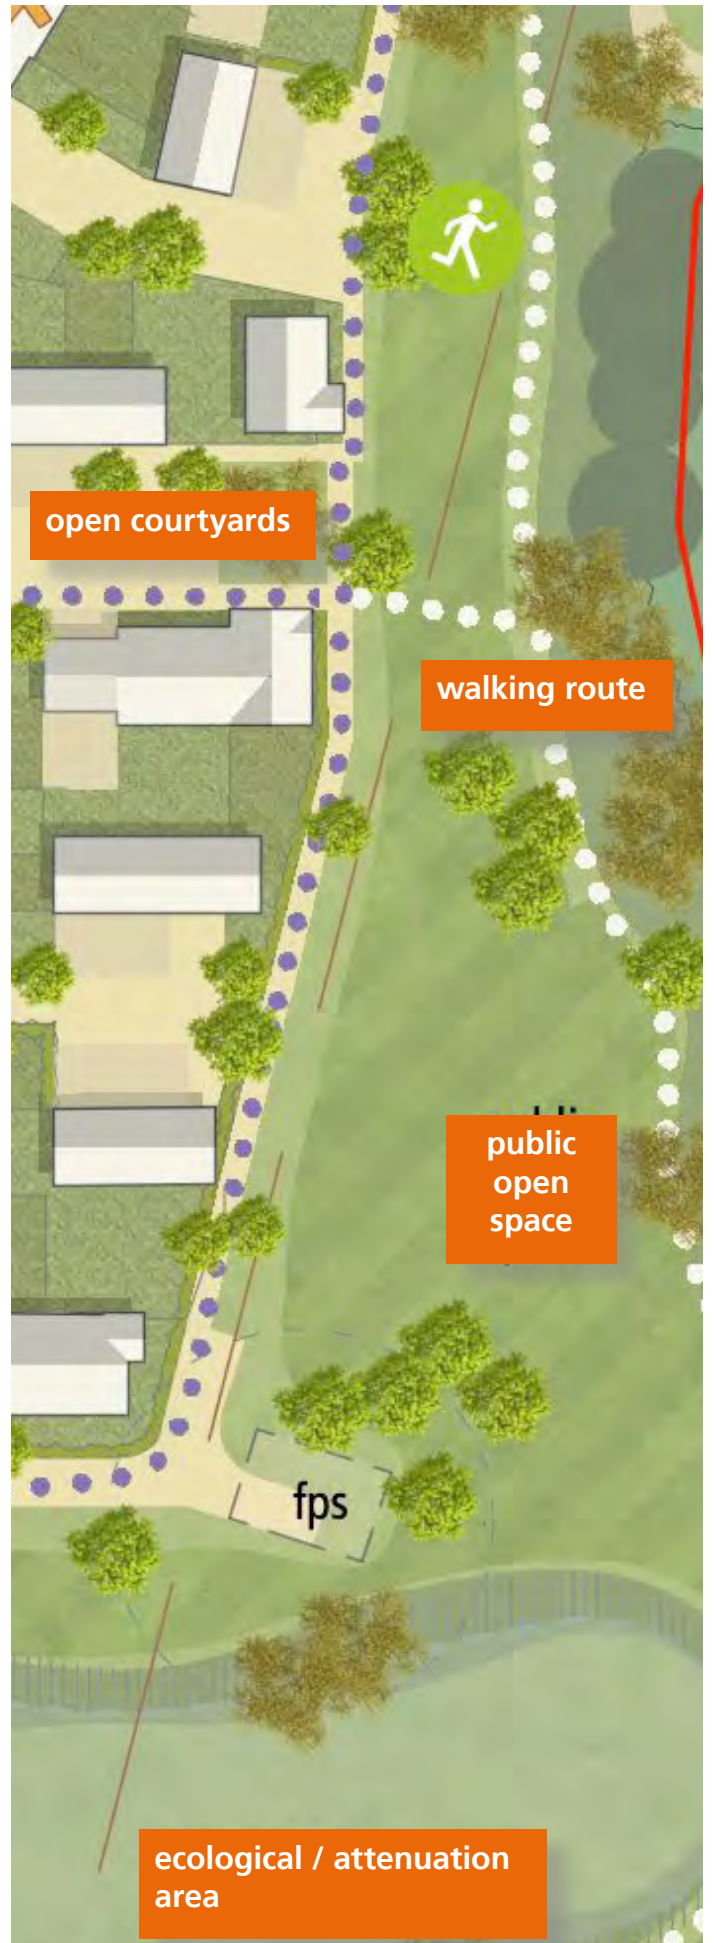 open courtyards
walking route
public
open
space
fps
ecological / attenuation
area